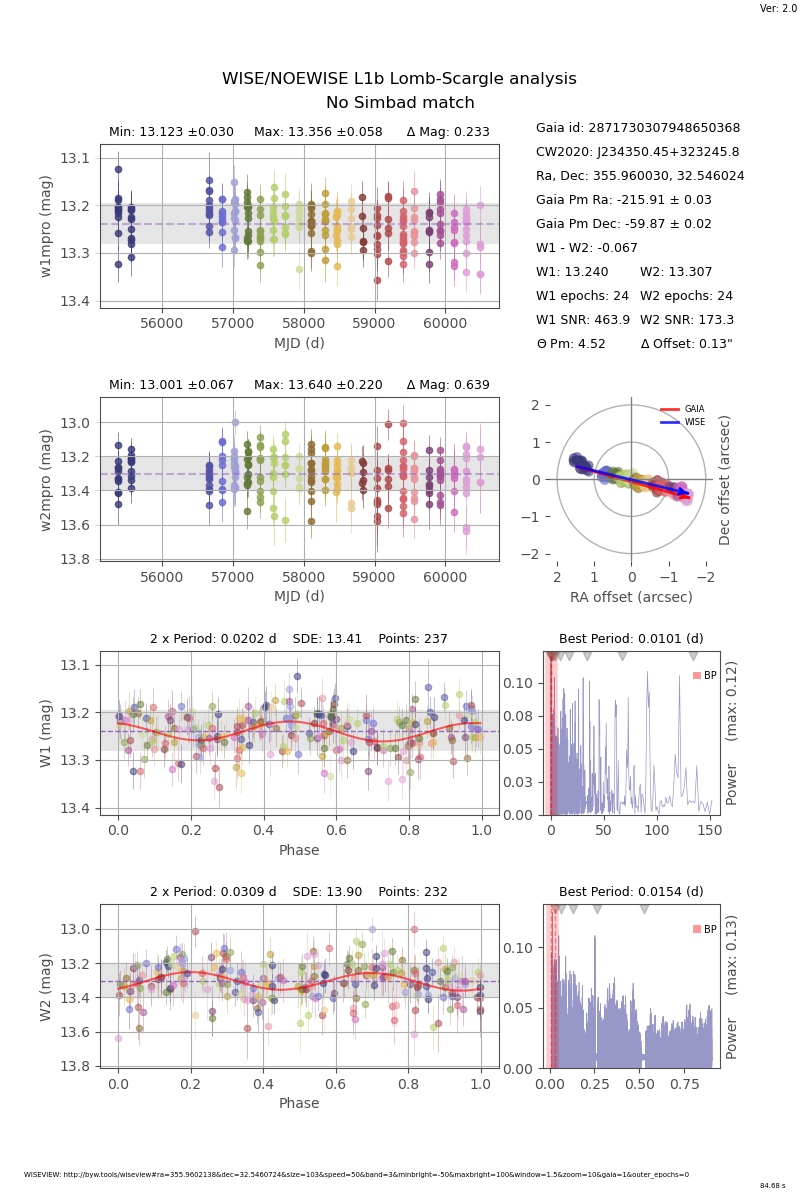 Ver: 2.0
WISE/NOEWISE L1b Lomb-Scargle analysis
No Simbad match
Min: 13.123 ±0.030 Max: 13.356 ±0.058 Δ Mag: 0.233
13.1
13.2
13.3
13.4
w1mpro (mag)
56000 57000 58000 59000 60000
MJD (d)
Gaia id: 2871730307948650368
CW2020: J234350.45+323245.8
Ra, Dec: 355.960030, 32.546024
Gaia Pm Ra: -215.91 ± 0.03
Gaia Pm Dec: -59.87 ± 0.02
W1 - W2: -0.067
W1: 13.240 W2: 13.307
W1 epochs: 24 W2 epochs: 24
W1 SNR: 463.9 W2 SNR: 173.3
Θ Pm: 4.52 Δ Offset: 0.13"
Min: 13.001 ±0.067 Max: 13.640 ±0.220 Δ Mag: 0.639
13.0
13.2
13.4
13.6
13.8
w2mpro (mag)
56000 57000 58000 59000 60000
MJD (d)
GAIA
WISE
2
1
0
−1
−2
Dec offset (arcsec)
2 1 0 −1 −2
RA offset (arcsec)
2 x Period: 0.0202 d SDE: 13.41 Points: 237
13.1
13.2
13.3
13.4
W1 (mag)
0.0 0.2 0.4 0.6 0.8 1.0
Phase
Best Period: 0.0101 (d)
BP
0.10
0.08
0.05
0.03
0.00
Power (max: 0.12)
0 50 100 150
2 x Period: 0.0309 d SDE: 13.90 Points: 232
13.0
13.2
13.4
13.6
13.8
W2 (mag)
0.0 0.2 0.4 0.6 0.8 1.0
Phase
Best Period: 0.0154 (d)
BP
0.10
0.05
0.00
Power (max: 0.13)
0.00 0.25 0.50 0.75
WISEVIEW: http://byw.tools/wiseview#ra=355.9602138&dec=32.5460724&size=103&speed=50&band=3&minbright=-50&maxbright=100&window=1.5&zoom=10&gaia=1&outer_epochs=0
84.68 s